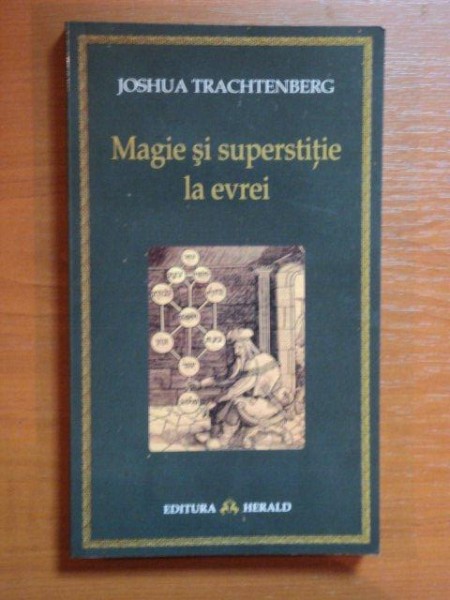 JOSHUA TRACHTENBERG
Magie şi superstiţie
la evrei
EDITURA HERALD